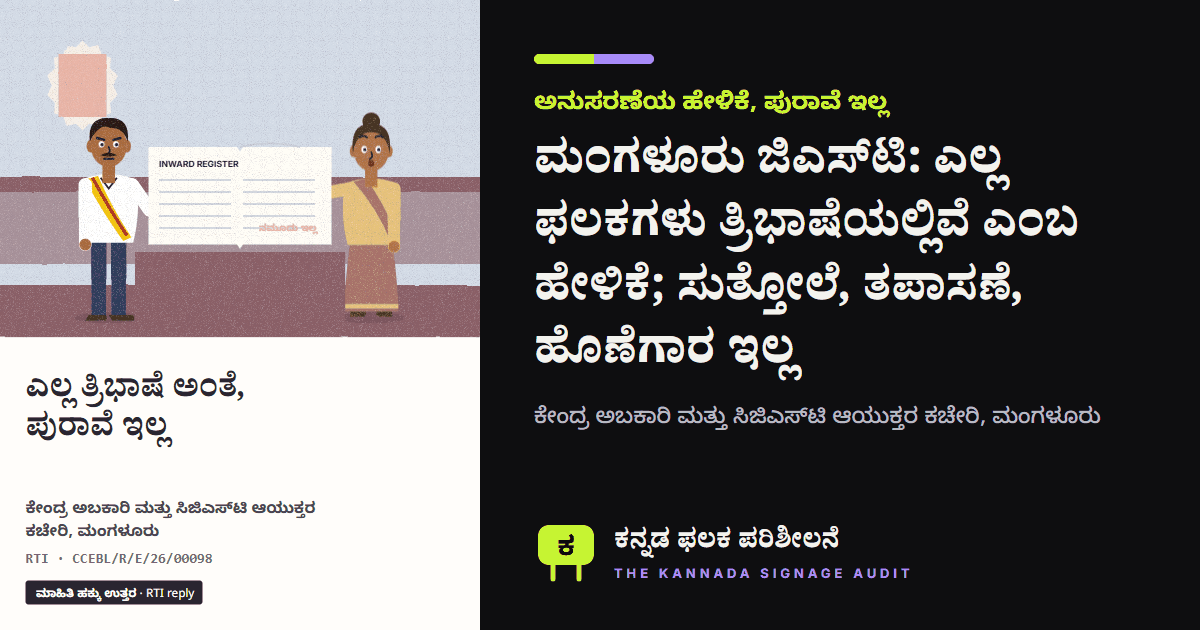 INWARD REGISTER
ನಮೂದು ಇಲ್ಲ
ಎಲ್ಲ ತ್ರಿಭಾಷೆ ಅಂತೆ,
ಪುರಾವೆ ಇಲ್ಲ
ಕೇಂದ್ರ ಅಬಕಾರಿ ಮತ್ತು ಸಿಜಿಎಸ್‌ಟಿ ಆಯುಕ್ತರ
ಕಚೇರಿ, ಮಂಗಳೂರು
RTI · CCEBL/R/E/26/00098
ಮಾಹಿತಿ ಹಕ್ಕು ಉತ್ತರ · RTI reply
ಅನುಸರಣೆಯ ಹೇಳಿಕೆ, ಪುರಾವೆ ಇಲ್ಲ
ಮಂಗಳೂರು ಜಿಎಸ್‌ಟಿ: ಎಲ್ಲ
ಫಲಕಗಳು ತ್ರಿಭಾಷೆಯಲ್ಲಿವೆ ಎಂಬ
ಹೇಳಿಕೆ; ಸುತ್ತೋಲೆ, ತಪಾಸಣೆ,
ಹೊಣೆಗಾರ ಇಲ್ಲ
ಕೇಂದ್ರ ಅಬಕಾರಿ ಮತ್ತು ಸಿಜಿಎಸ್‌ಟಿ ಆಯುಕ್ತರ ಕಚೇರಿ, ಮಂಗಳೂರು
ಕ
ಕನ್ನಡ ಫಲಕ ಪರಿಶೀಲನೆ
THE KANNADA SIGNAGE AUDIT